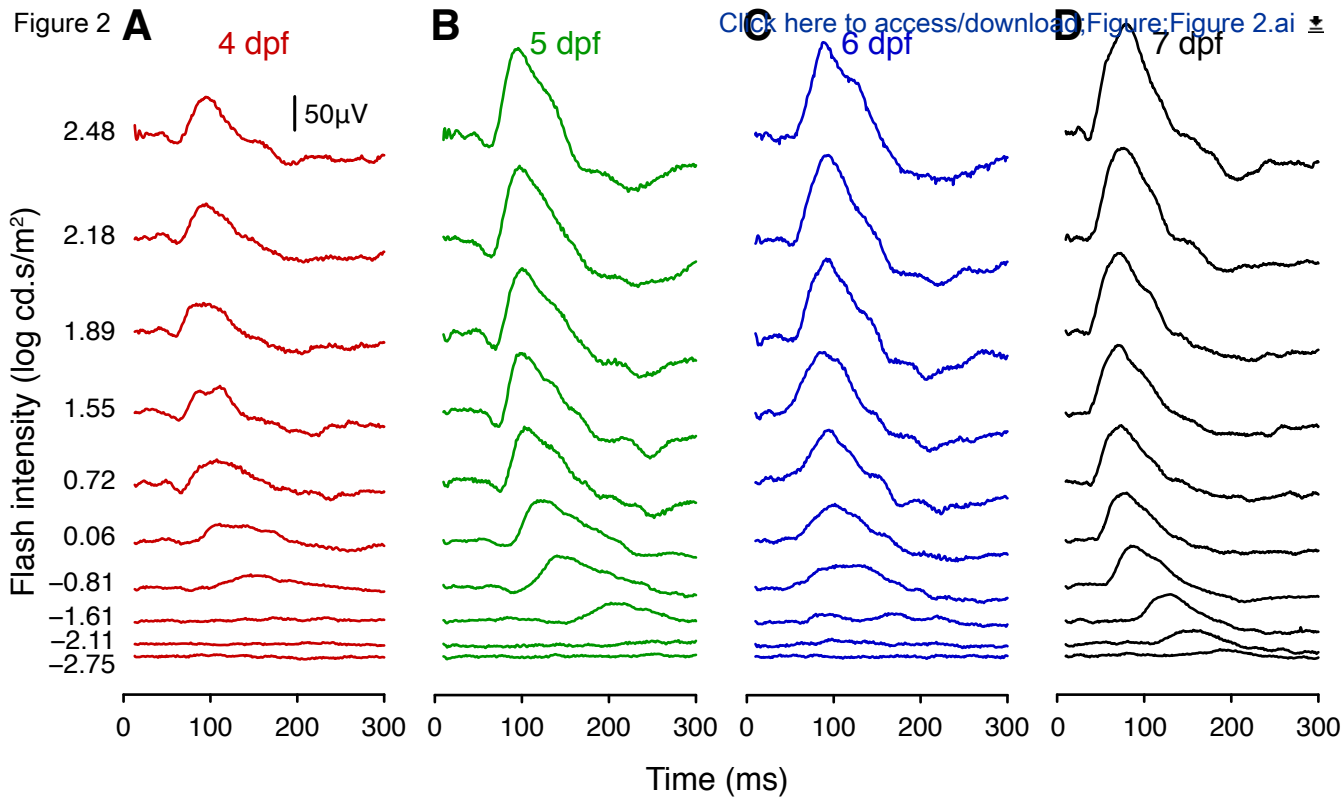 Figure 2
A
4 dpf
B
5 dpf
C
6 dpf
D
7 dpf
Click here to access/download;Figure;Figure 2.ai
50µV
Flash intensity (log cd.s/m²)
2.48
2.18
1.89
1.55
0.72
0.06
−0.81
−1.61
−2.11
−2.75
0 100 200 300
0 100 200 300
0 100 200 300
0 100 200 300
Time (ms)